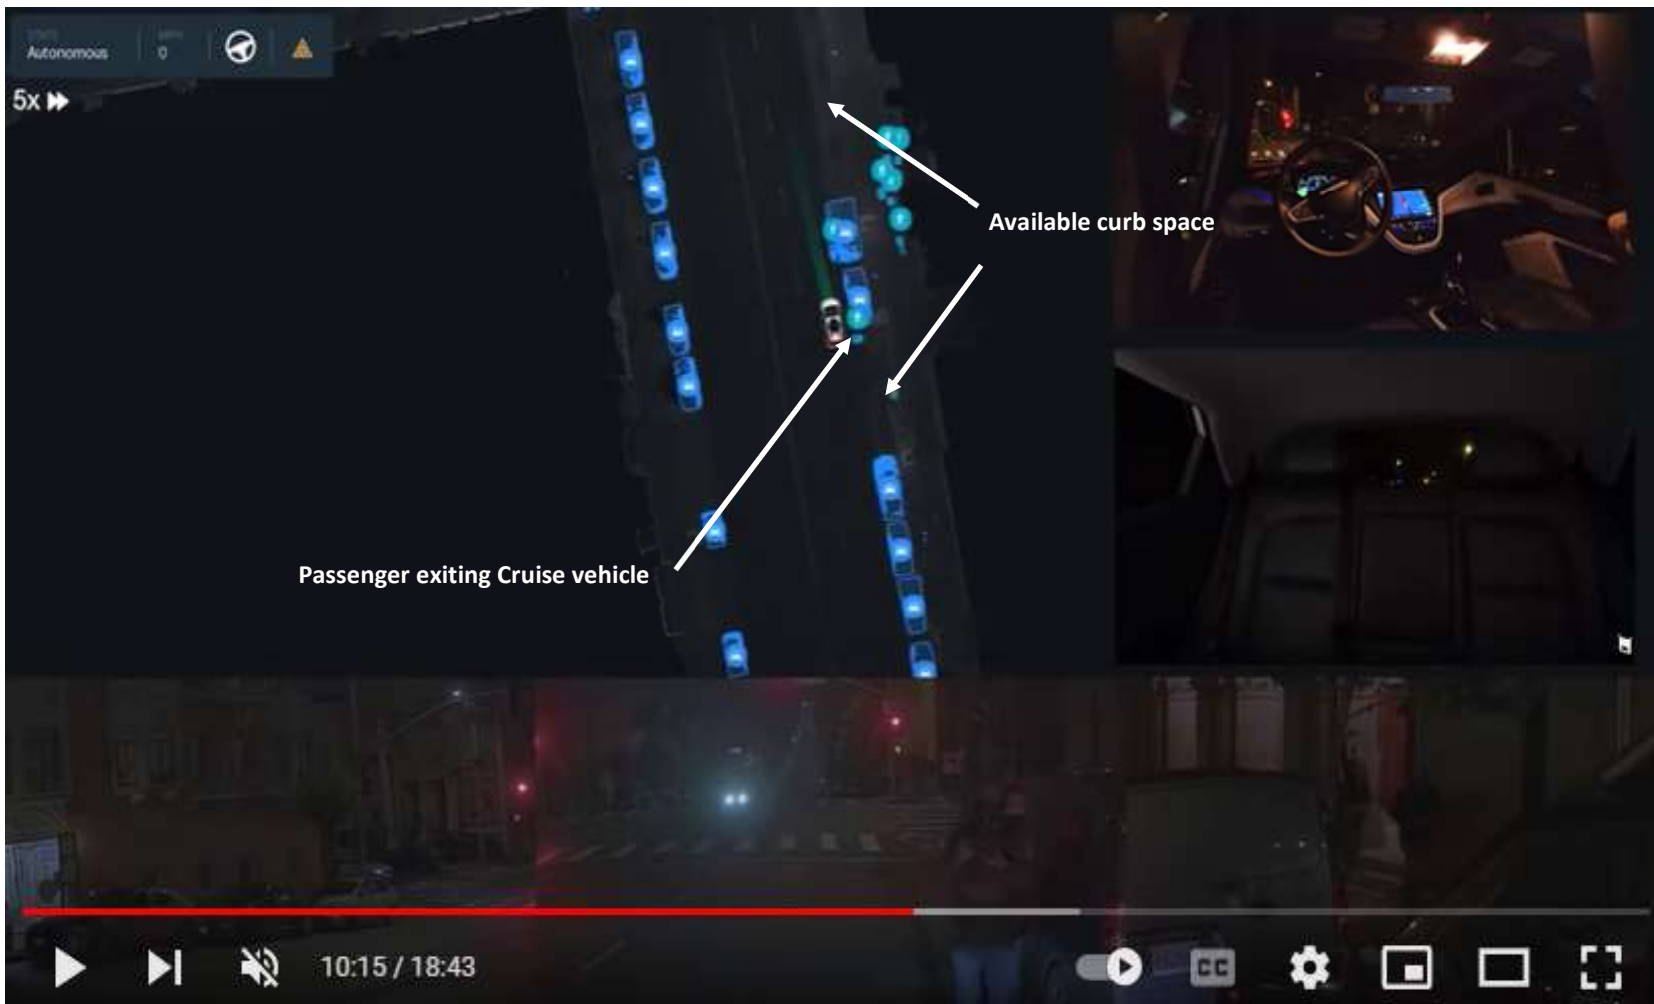 Autonomous
0
5x
Available curb space
Passenger exiting Cruise vehicle
10:15 / 18:43
CC